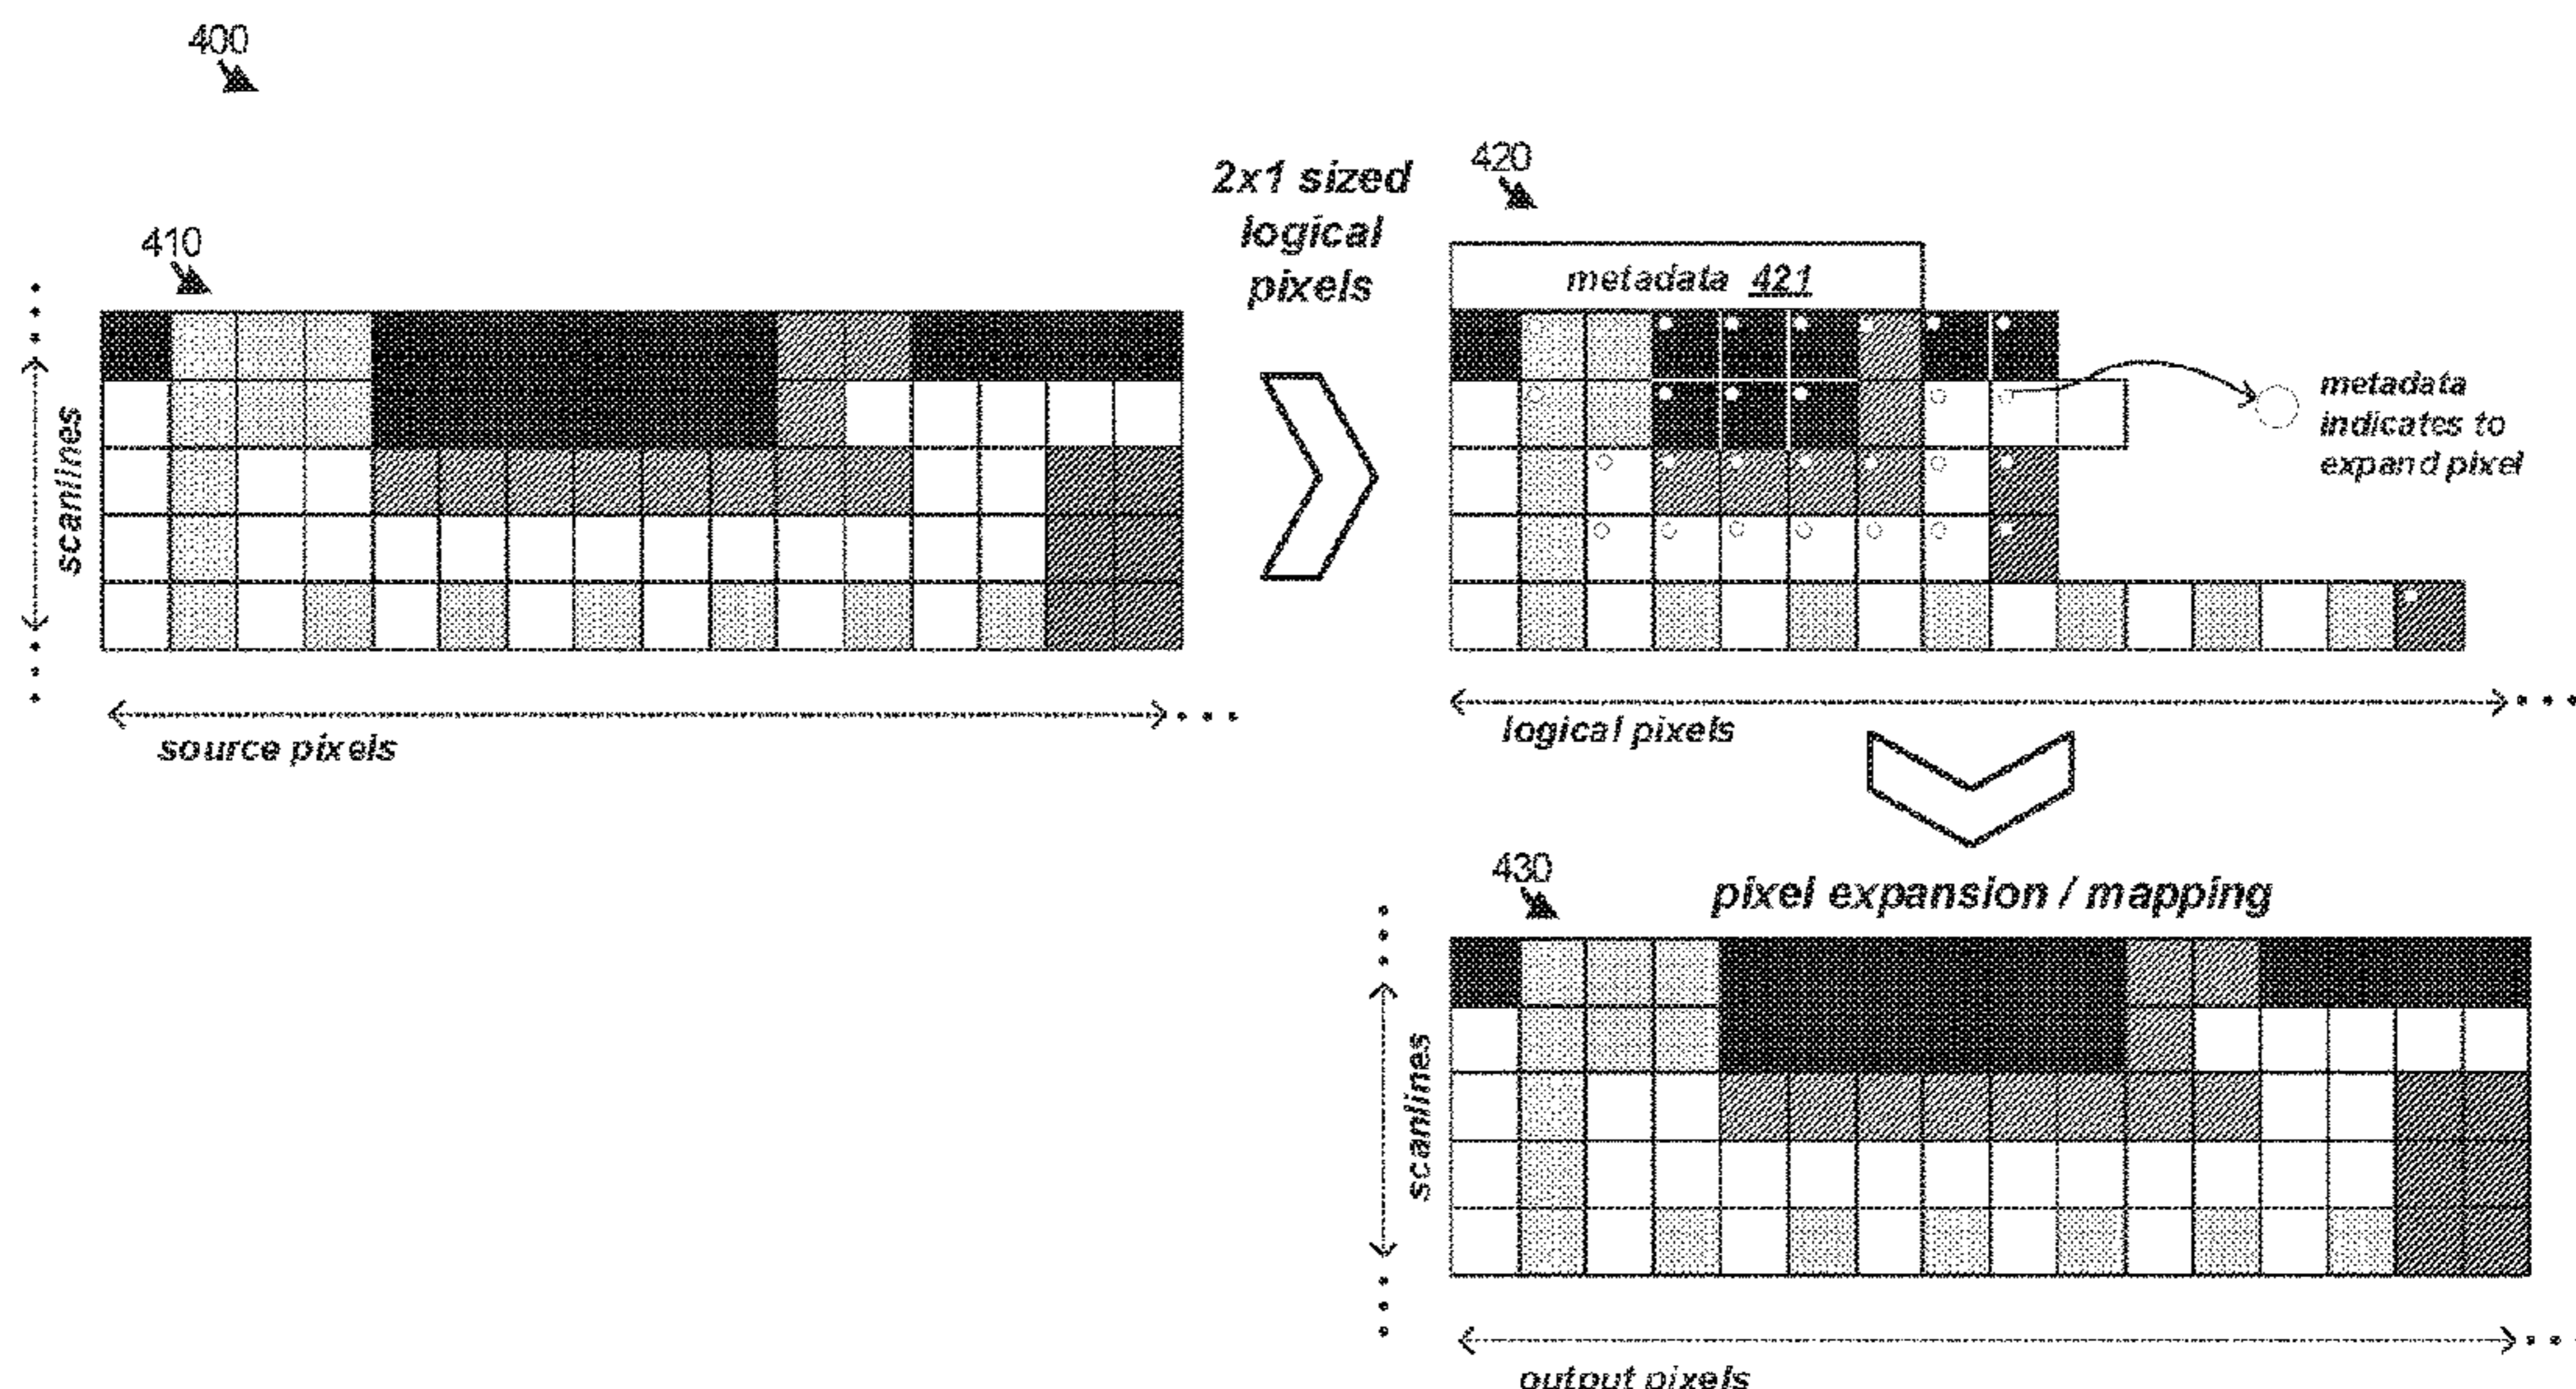 400
410
scanlines
source pixels
2x1 sized
logical
pixels
420
metadada 421
metadata
indicates to
expand pixel
logical pixels
pixel expansion / mapping
430
scanlines
output pixels